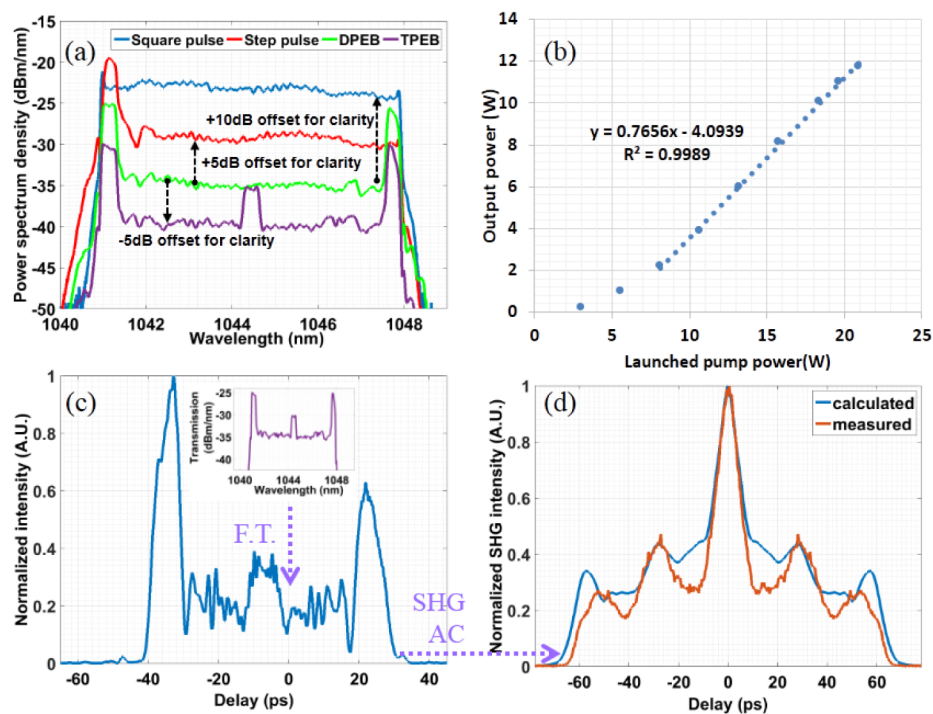 (a)
Square pulse Step pulse DPEB TPEB
+10dB offset for clarity
+5dB offset for clarity
-5dB offset for clarity
Power spectrum density (dBm/nm)
-15
-20
-25
-30
-35
-40
-45
-50
1040 1042 1044 1046 1048
Wavelength (nm)
(b)
y = 0.7656x - 4.0939
R² = 0.9989
Output power (W)
14
12
10
8
6
4
2
0
0 5 10 15 20 25
Launched pump power(W)
(c)
Transmission
(dBm/nm)
-25
-30
-35
-40
1040 1044 1048
Wavelength (nm)
F.T.
SHG
AC
Normalized intensity (A.U.)
1
0.8
0.6
0.4
0.2
0
-60 -40 -20 0 20 40
Delay (ps)
(d)
calculated
measured
Normalized SHG intensity (A.U.)
1
0.8
0.6
0.4
0.2
0
-60 -40 -20 0 20 40 60
Delay (ps)